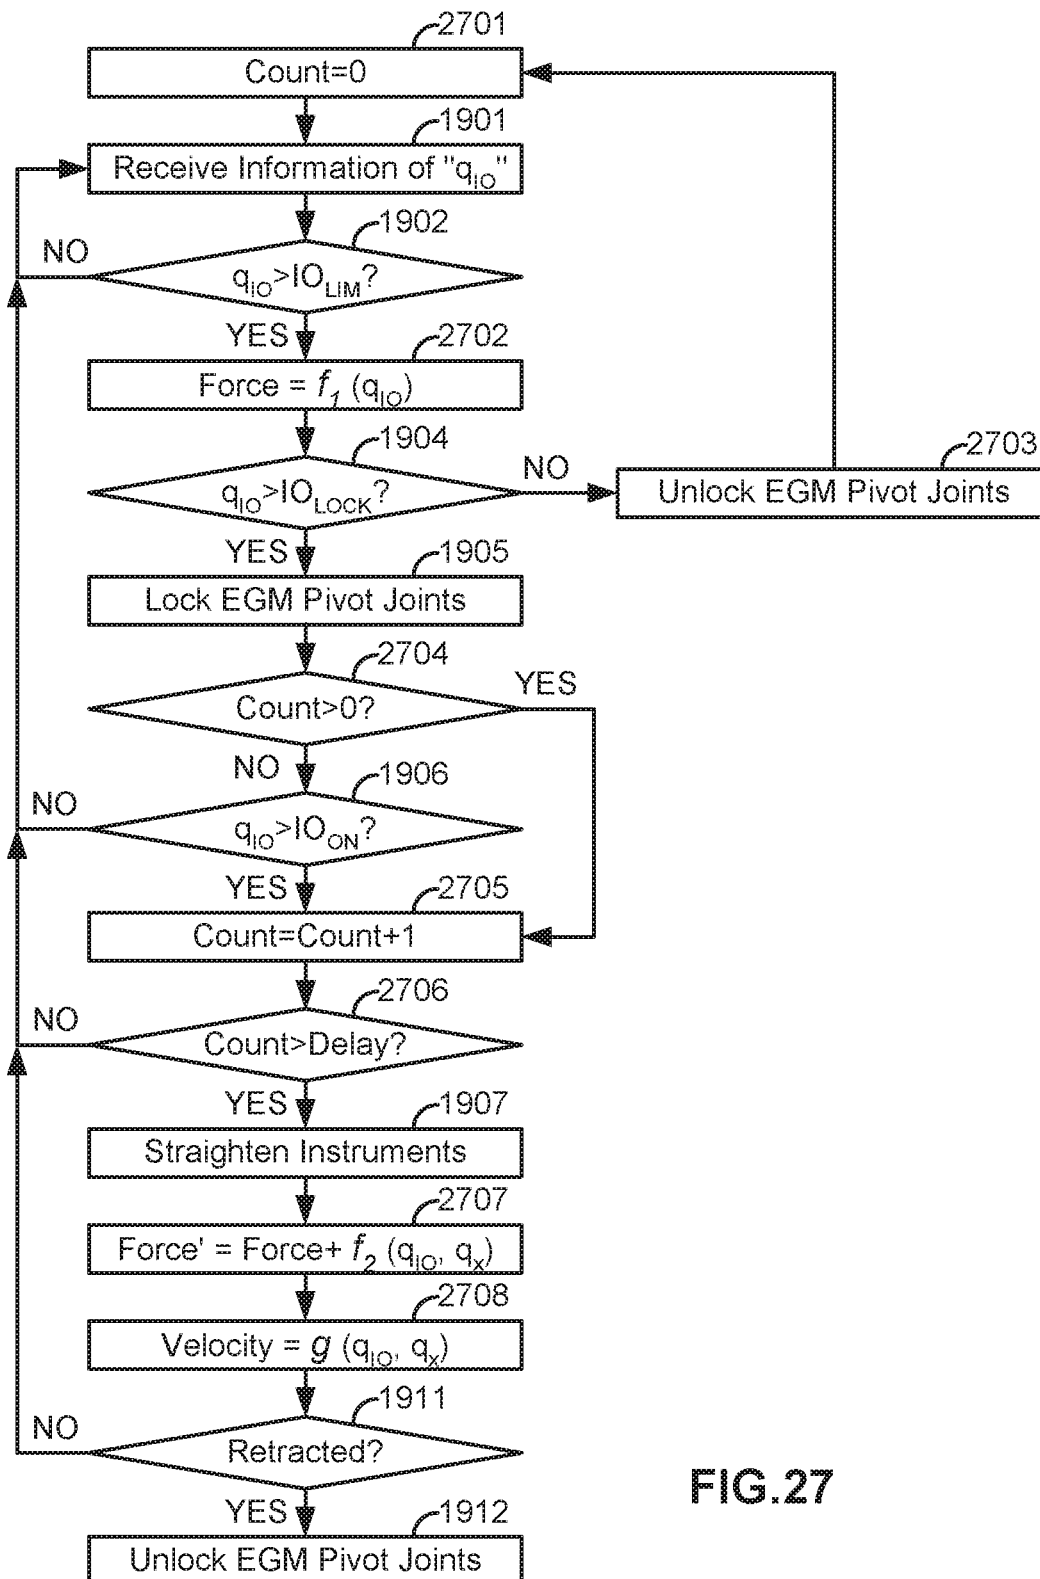 2701
Count=0
1901
Receive Information of "qIO"
1902
NO
qIO>IOLIM?
YES
2702
Force = f1 (qIO)
1904
2703
NO
qIO>IOLOCK?
Unlock EGM Pivot Joints
YES
1905
Lock EGM Pivot Joints
2704
YES
Count>0?
NO
1906
NO
qIO>IOON?
YES
2705
Count=Count+1
2706
NO
Count>Delay?
YES
1907
Straighten Instruments
2707
Force' = Force+ f2 (qIO, qx)
2708
Velocity = g (qIO, qx)
1911
NO
Retracted?
FIG.27
YES
1912
Unlock EGM Pivot Joints